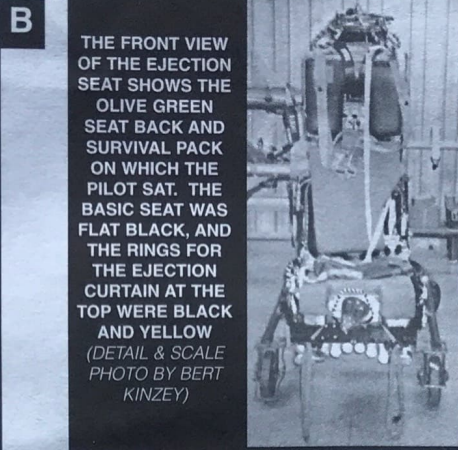 B
THE FRONT VIEW
OF THE EJECTION
SEAT SHOWS THE
OLIVE GREEN
SEAT BACK AND
SURVIVAL PACK
ON WHICH THE
PILOT SAT. THE
BASIC SEAT WAS
FLAT BLACK, AND
THE RINGS FOR
THE EJECTION
CURTAIN AT THE
TOP WERE BLACK
AND YELLOW
(DETAIL & SCALE
PHOTO BY BERT
KINZEY)